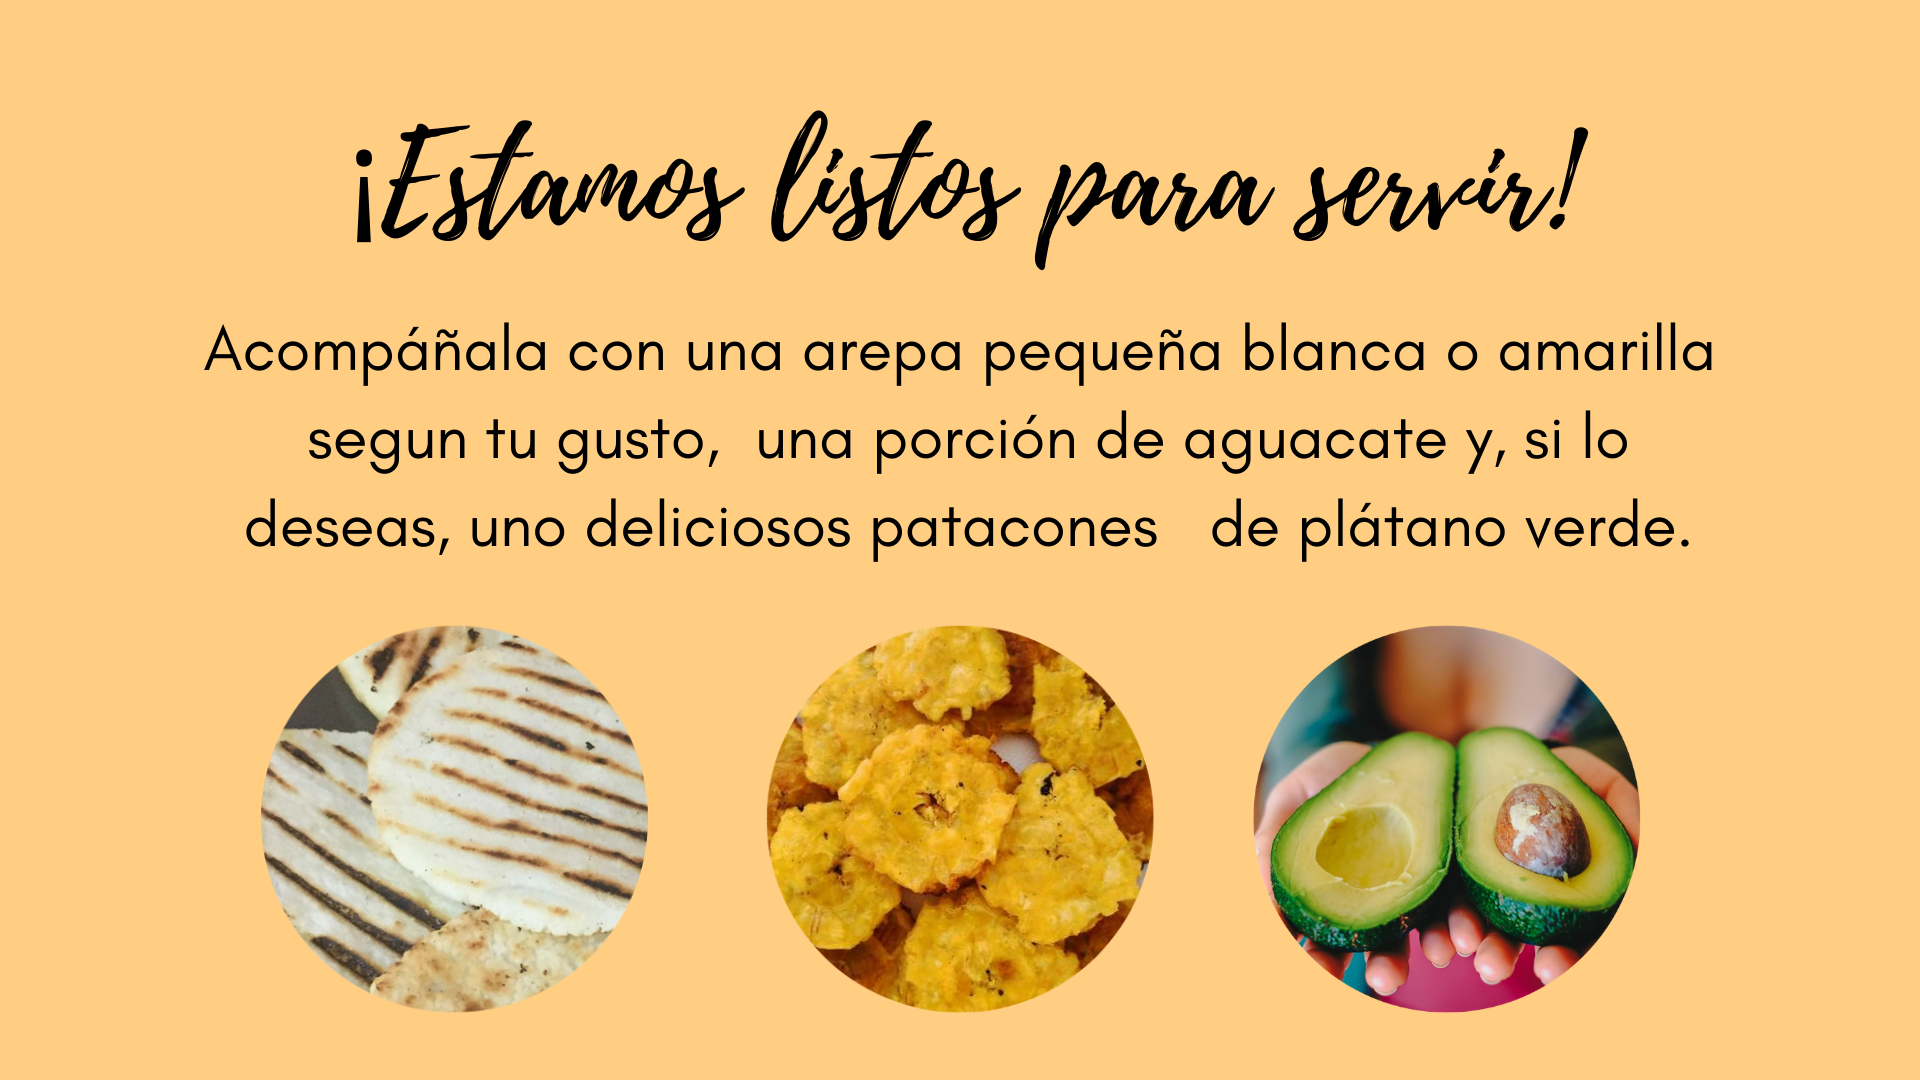 ¡Estamos listos para servir!
Acompáñala con una arepa pequeña blanca o amarilla
segun tu gusto,  una porción de aguacate y, si lo
deseas, uno deliciosos patacones   de plátano verde.